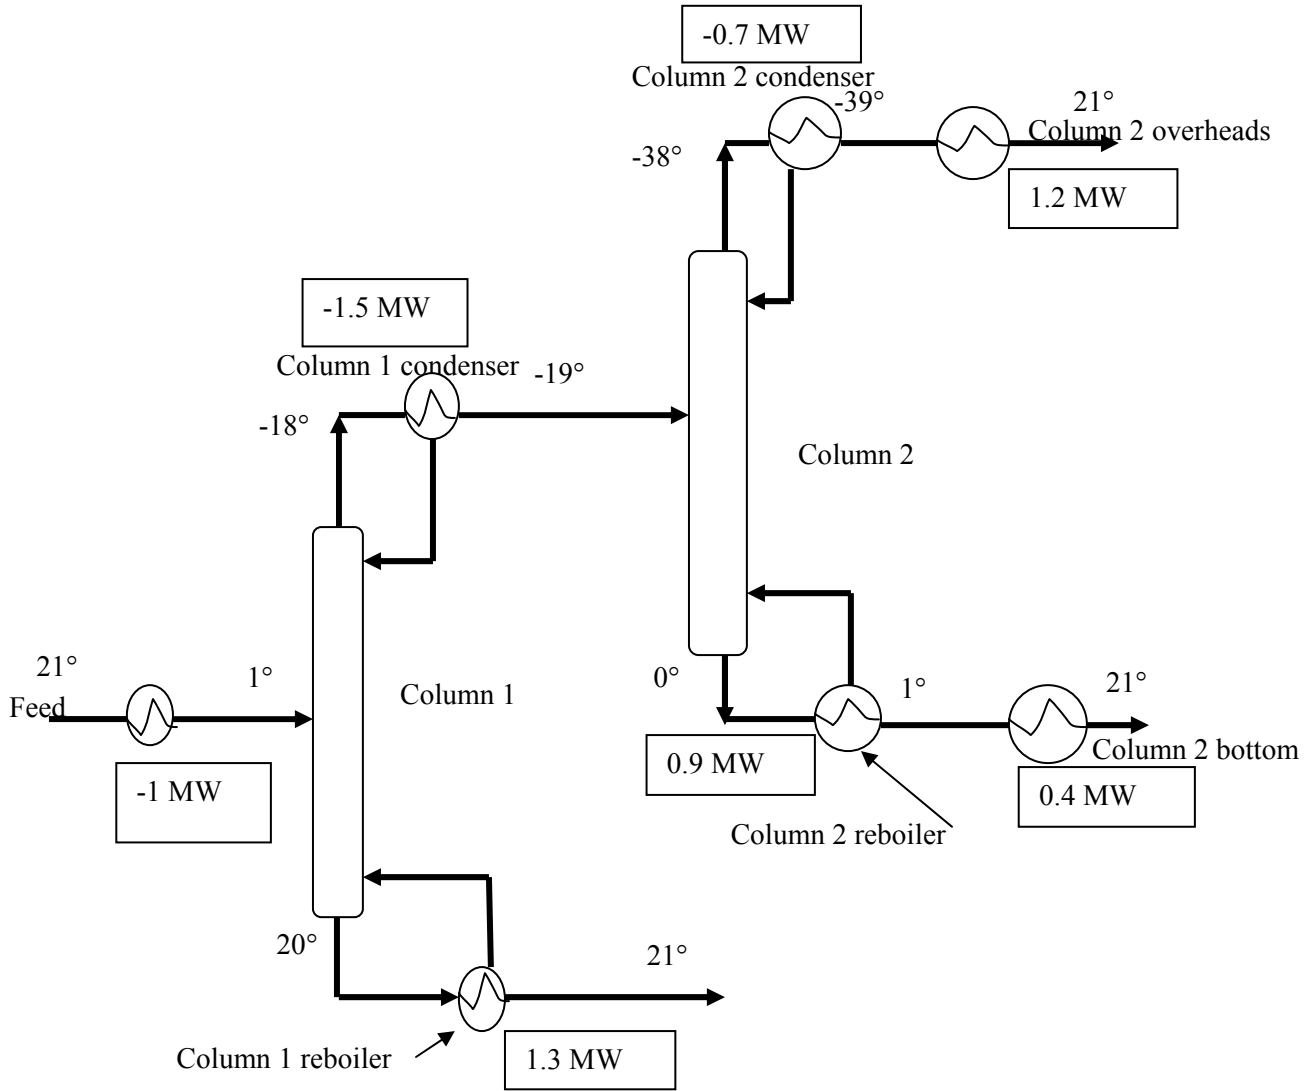 -0.7 MW
Column 2 condenser
-39°
21°
Column 2 overheads
-38°
1.2 MW
-1.5 MW
Column 1 condenser
-19°
-18°
Column 2
21°
Feed
1°
Column 1
0°
1°
21°
Column 2 bottom
0.9 MW
0.4 MW
-1 MW
Column 2 reboiler
20°
21°
Column 1 reboiler
1.3 MW